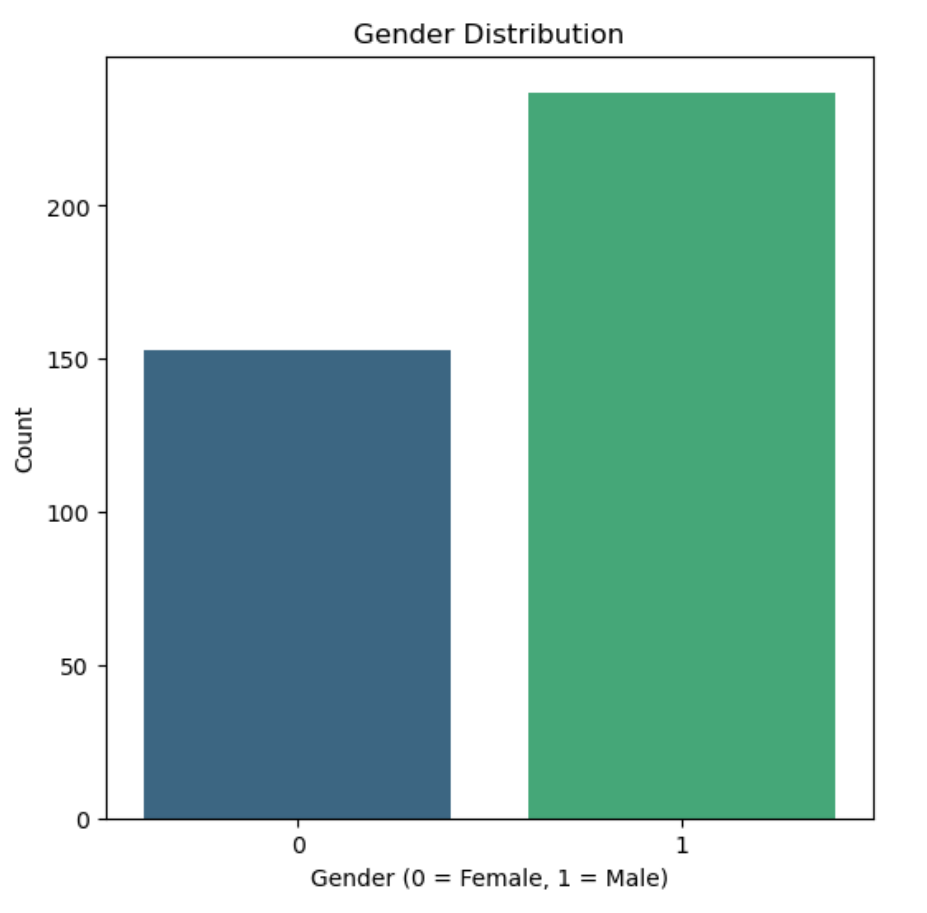 Gender Distribution
200
150
100
50
0
Count
0 1
Gender (0 = Female, 1 = Male)